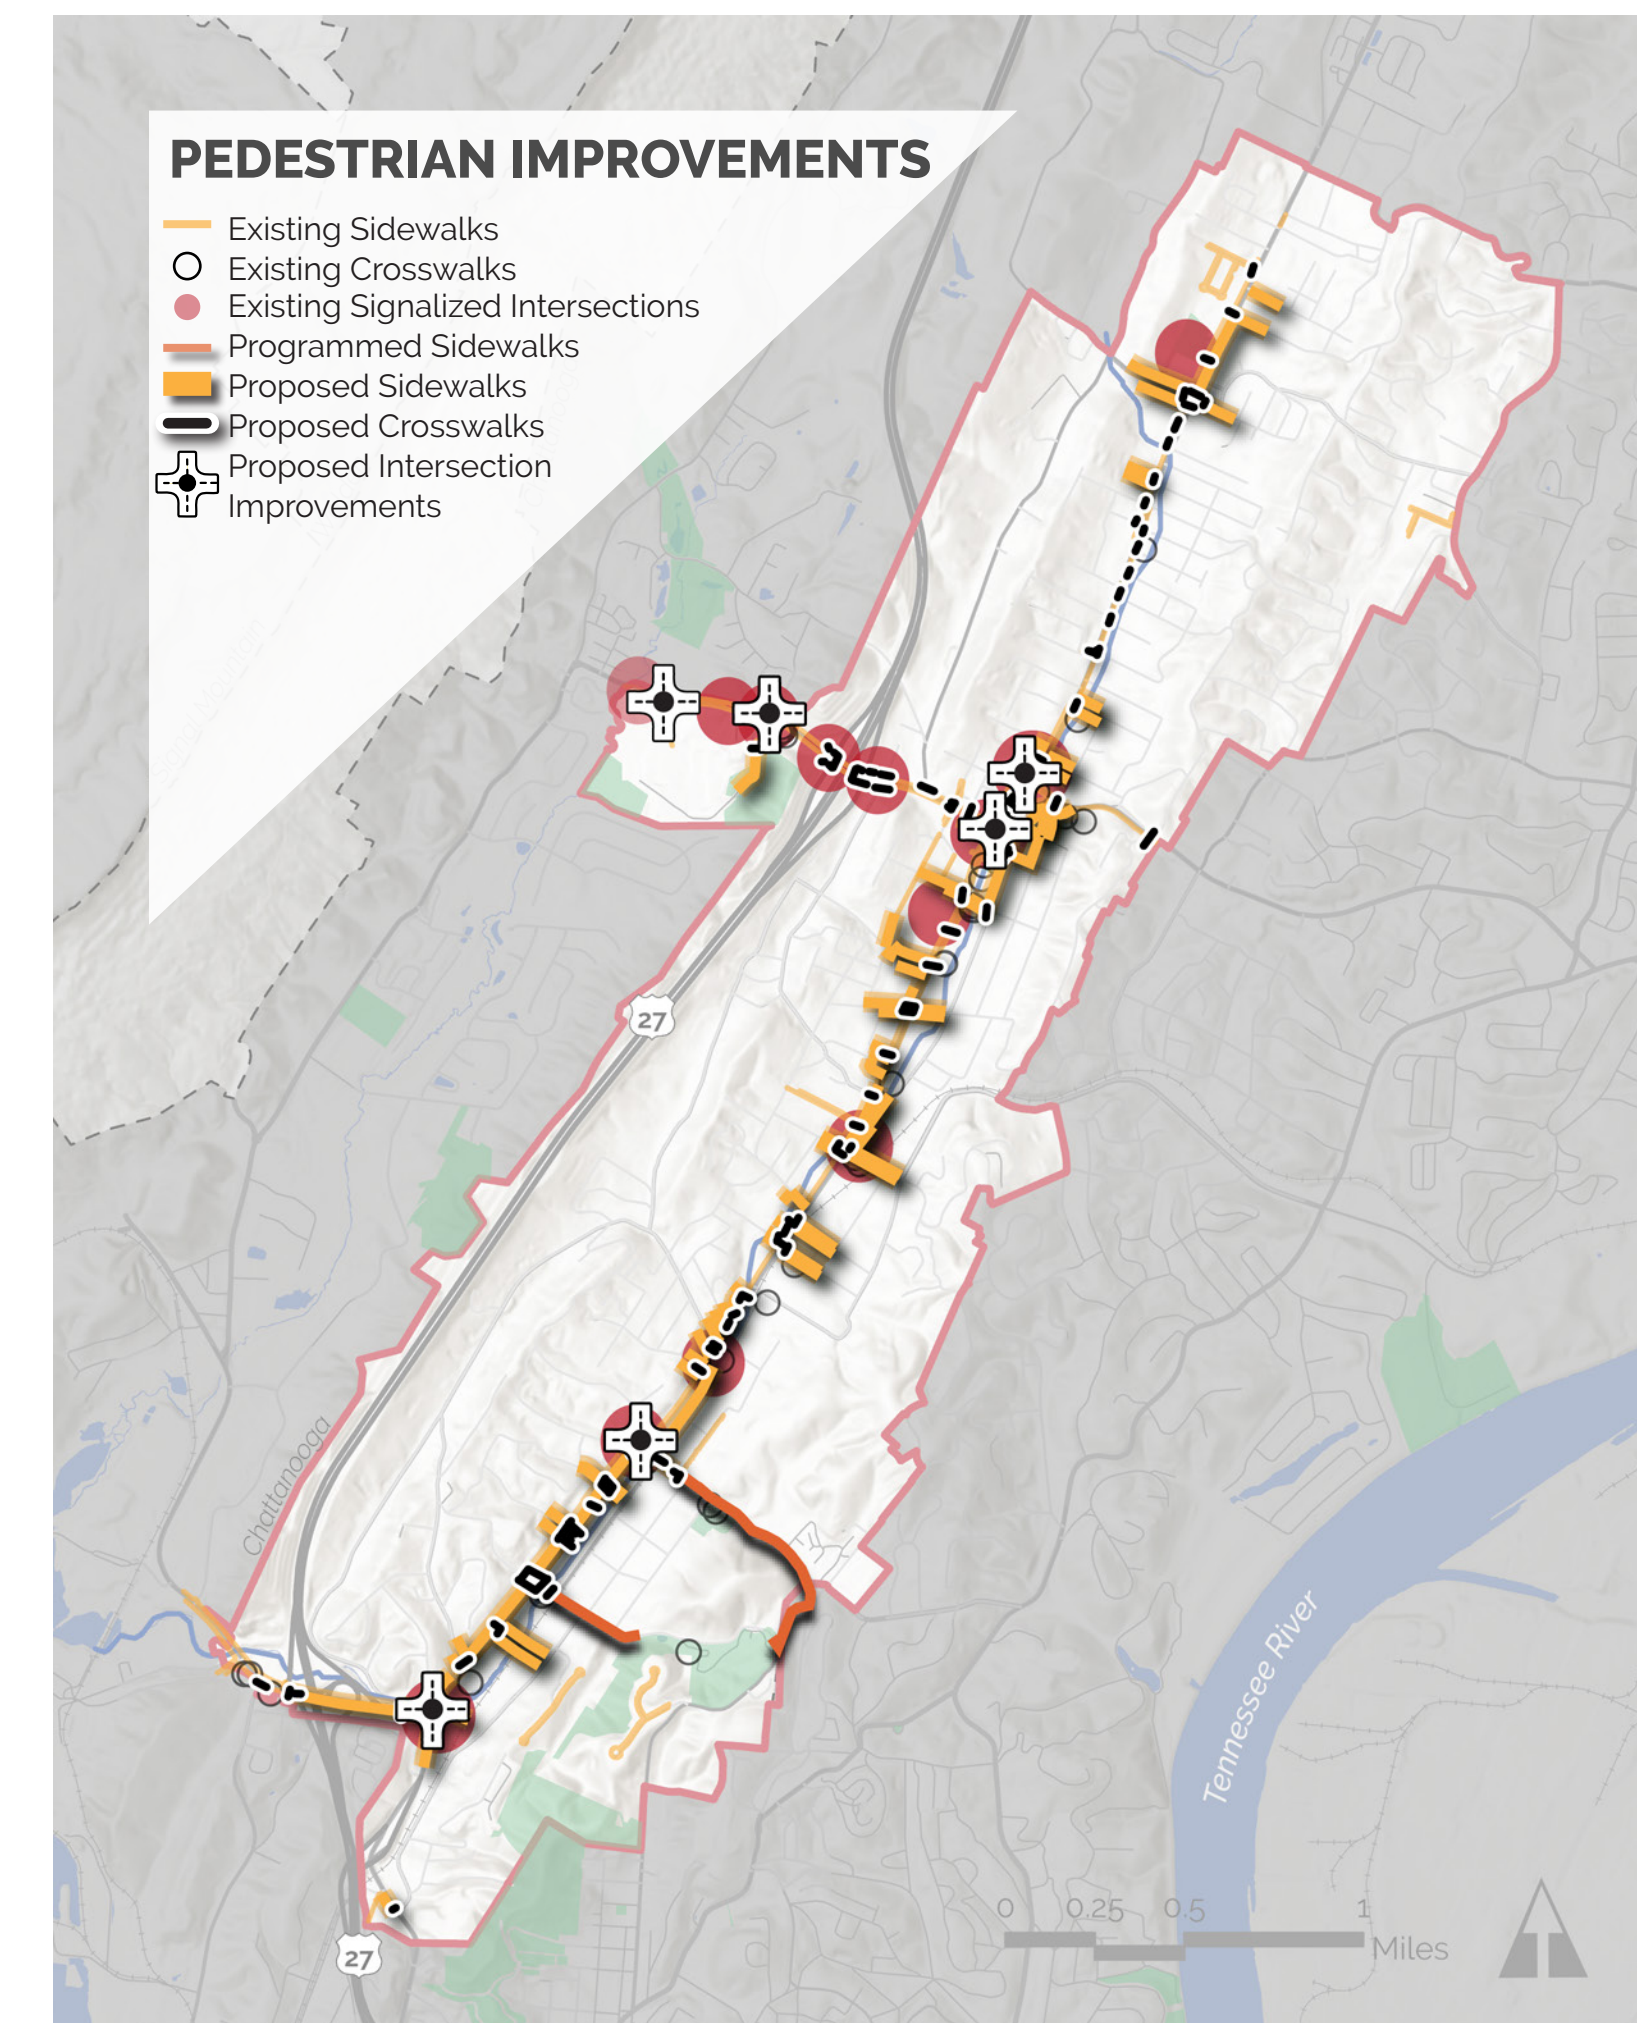 PEDESTRIAN IMPROVEMENTS
Existing Sidewalks
Existing Crosswalks
Existing Signalized Intersections
Programmed Sidewalks
Proposed Sidewalks
Proposed Crosswalks
Proposed Intersection
Improvements
27
Chattanooga
Tennessee River
0 0.25 0.5 1
Miles
27